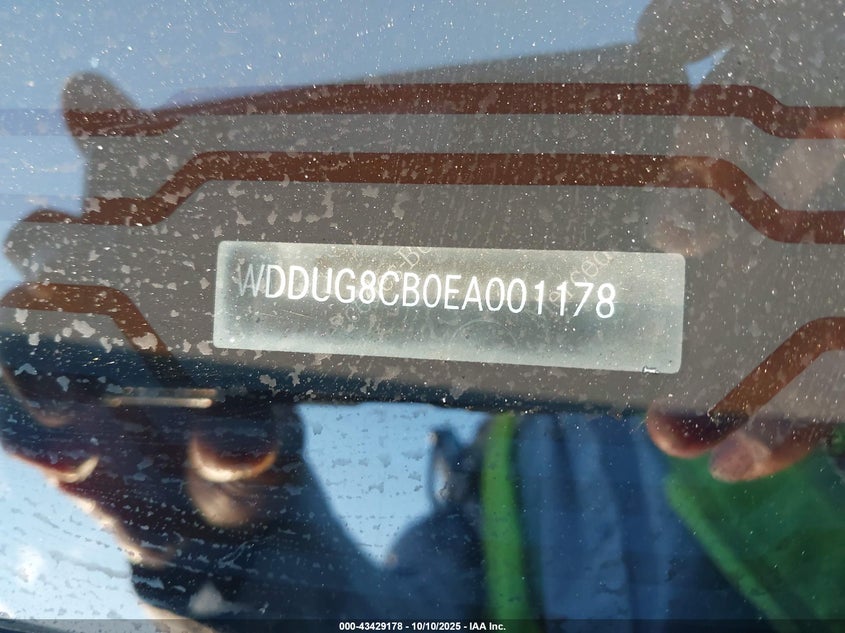 WDDUG8CB0EA001178
000-43429178 - 10/10/2025 - IAA Inc.